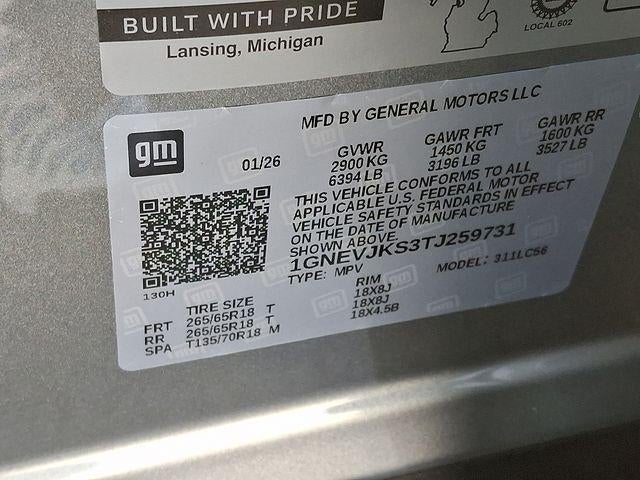 BUILT WITH PRIDE
Lansing, Michigan
LOCAL 602
MFD BY GENERAL MOTORS LLC
gm
01/26
GVWR GAWR FRT GAWR RR
2900 KG 1450 KG 1600 KG
6394 LB 3196 LB 3527 LB
THIS VEHICLE CONFORMS TO ALL
APPLICABLE U.S. FEDERAL MOTOR
VEHICLE SAFETY STANDARDS IN EFFECT
ON THE DATE OF MANUFACTURE
SHOWN ABOVE
1GNEVJKS3TJ259731
TYPE: MPV MODEL: 311LC56
130H
TIRE SIZE RIM
FRT 265/65R18 T 18X8J
RR 265/65R18 T 18X8J
SPA T135/70R18 M 18X4.5B